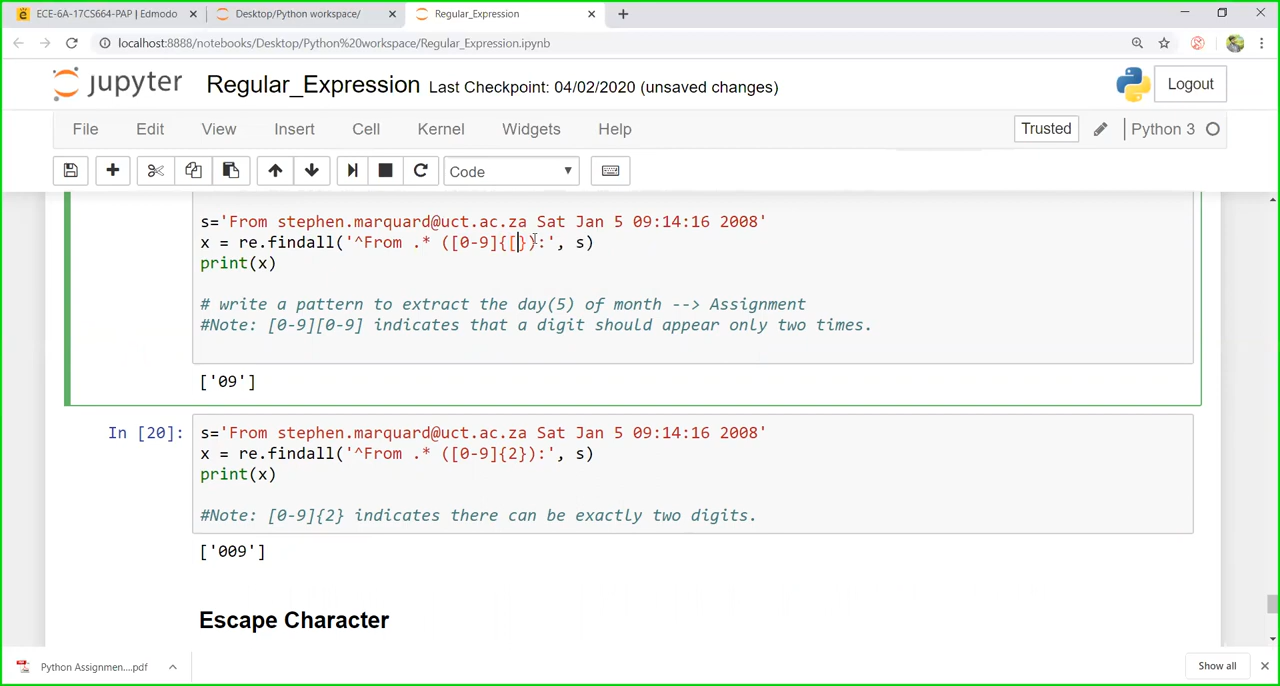 ECE-6A-17CS664-PAP | Edmodo
Desktop/Python workspace/
Regular_Expression
localhost:8888/notebooks/Desktop/Python%20workspace/Regular_Expression.ipynb
jupyter Regular_Expression Last Checkpoint: 04/02/2020 (unsaved changes)
Logout
File Edit View Insert Cell Kernel Widgets Help
Trusted
Python 3
Code
s='From stephen.marquard@uct.ac.za Sat Jan 5 09:14:16 2008'
x = re.findall('^From .* ([0-9]{[}):', s)
print(x)
# write a pattern to extract the day(5) of month --> Assignment
#Note: [0-9][0-9] indicates that a digit should appear only two times.
['09']
In [20]: s='From stephen.marquard@uct.ac.za Sat Jan 5 09:14:16 2008'
x = re.findall('^From .* ([0-9]{2}):', s)
print(x)
#Note: [0-9]{2} indicates there can be exactly two digits.
['009']
Escape Character
Python Assignmen....pdf
Show all